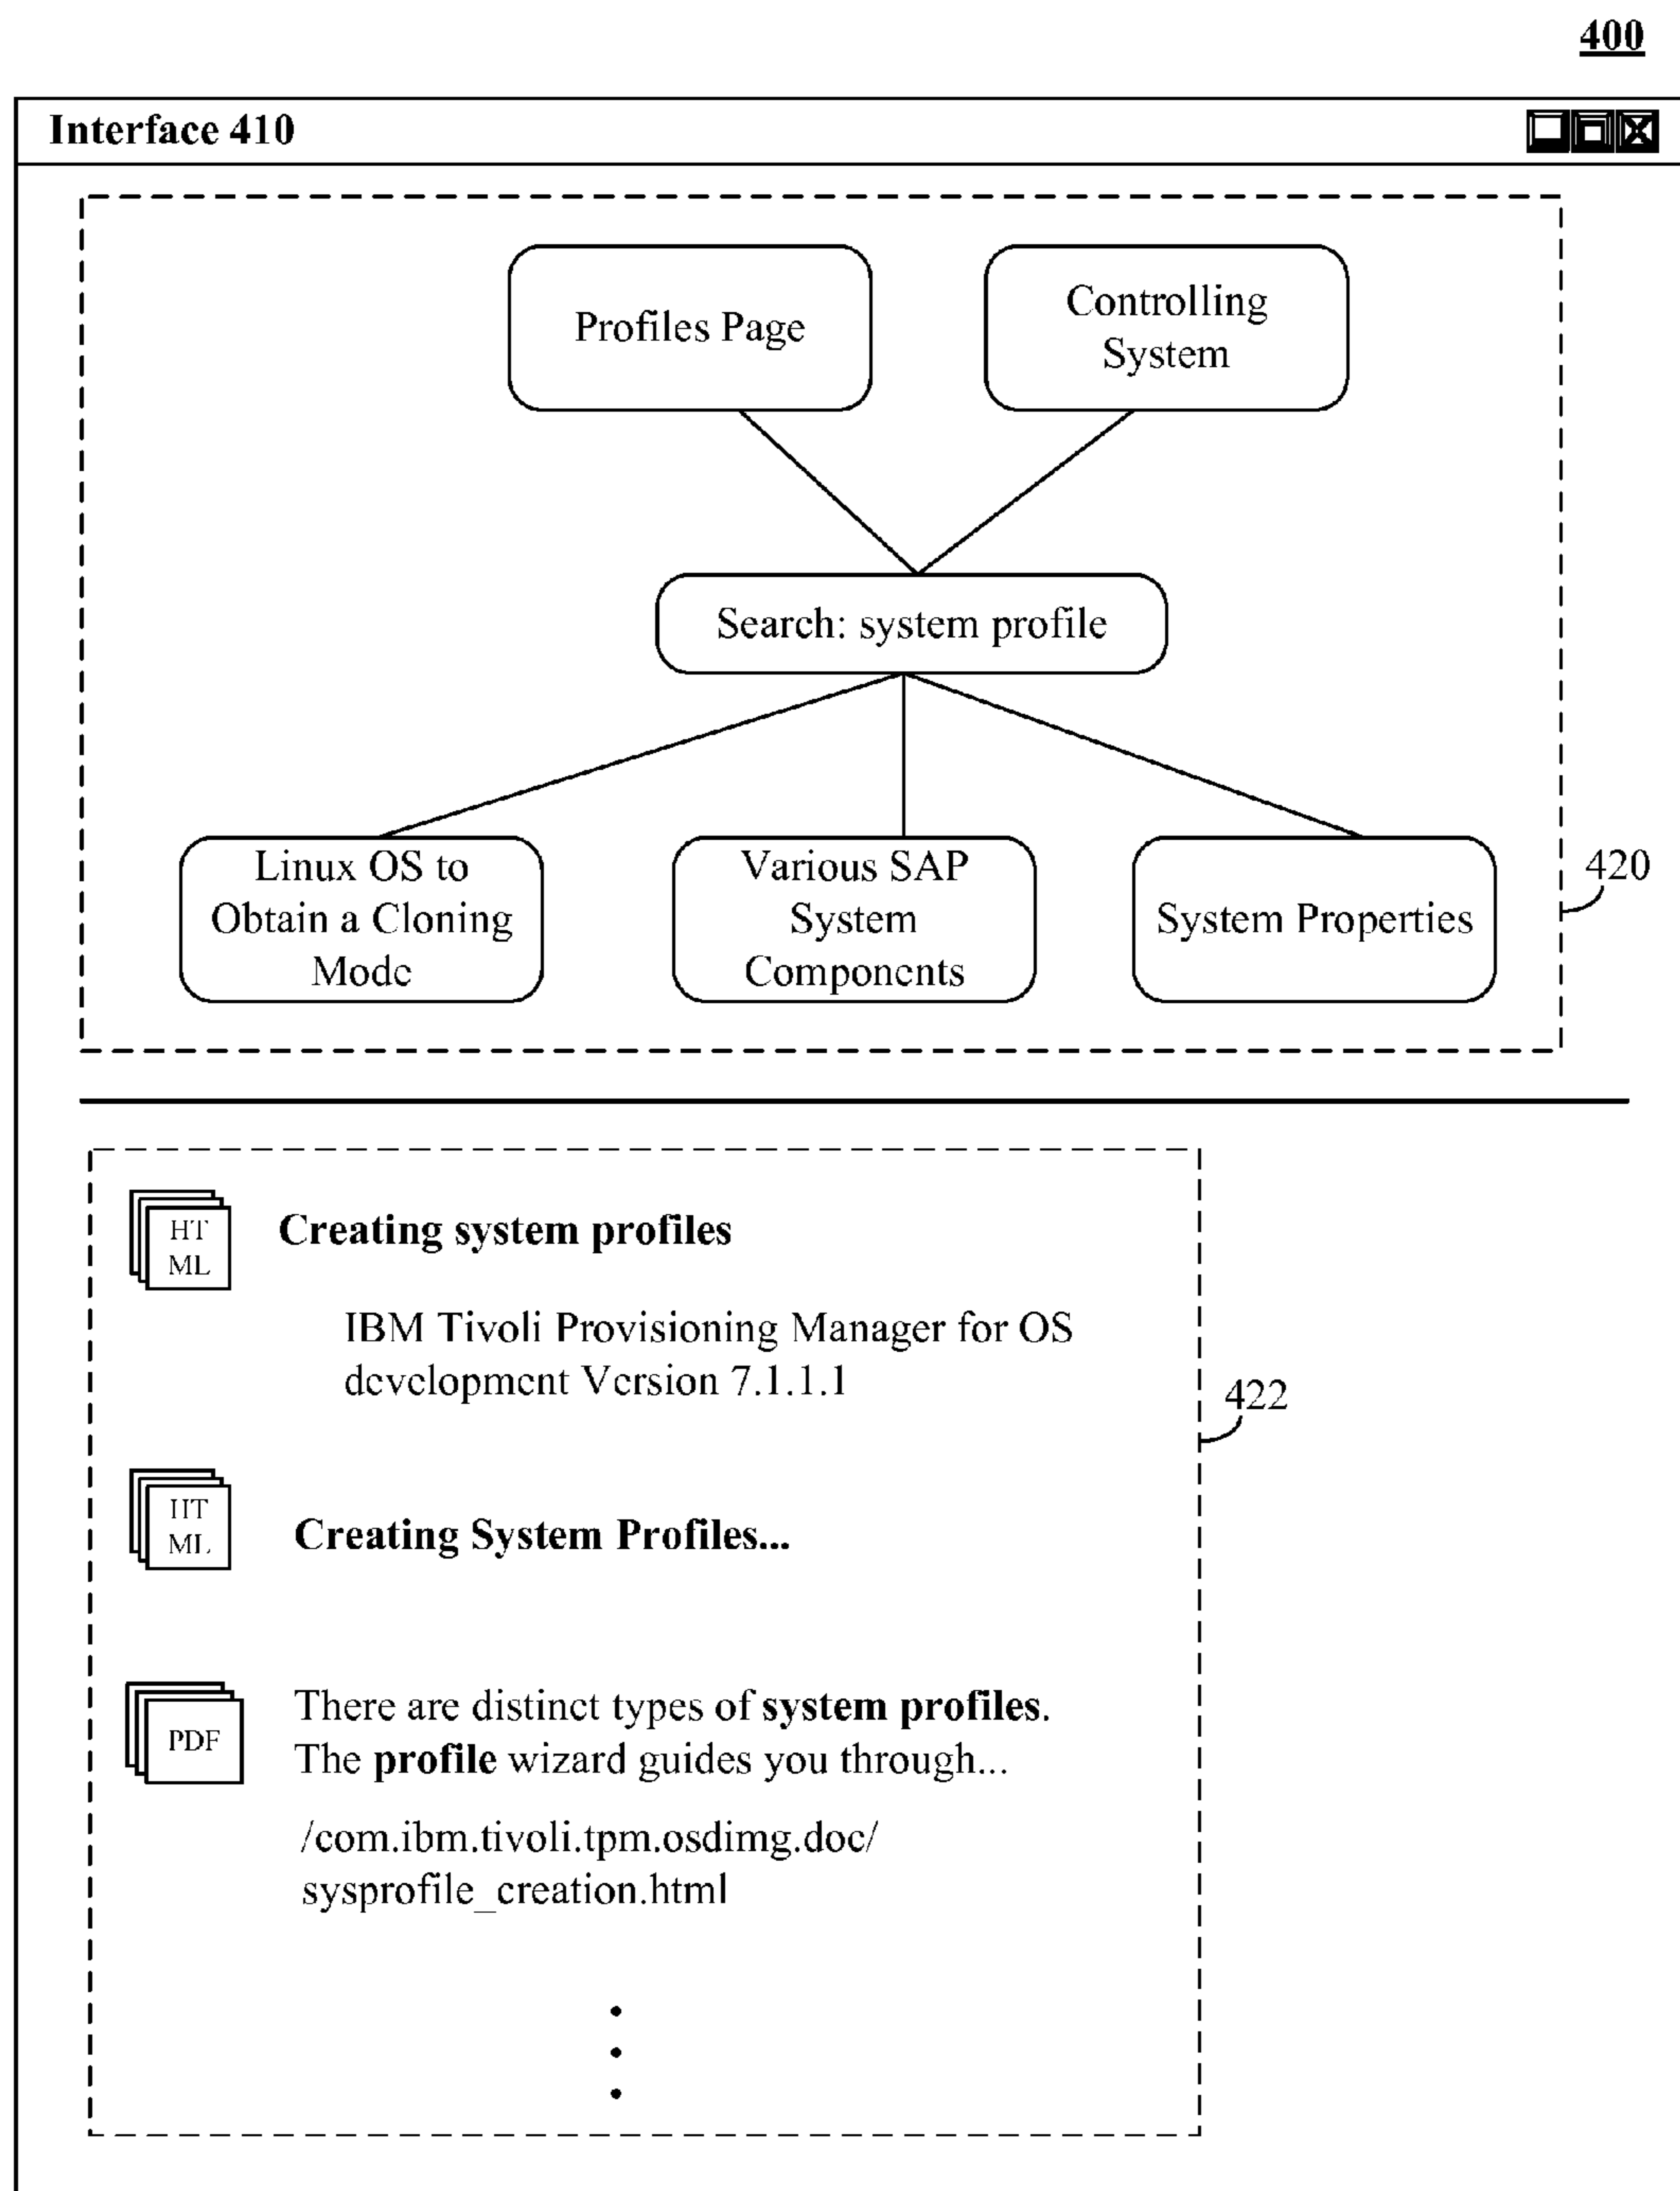 400
Interface 410
Profiles Page
Controlling
System
Search: system profile
Linux OS to
Obtain a Cloning
Mode
Various SAP
System
Components
System Properties
420
HT
ML
Creating system profiles
IBM Tivoli Provisioning Manager for OS
development Version 7.1.1.1
422
HT
ML
Creating System Profiles...
PDF
There are distinct types of system profiles.
The profile wizard guides you through...
/com.ibm.tivoli.tpm.osdimg.doc/
sysprofile_creation.html